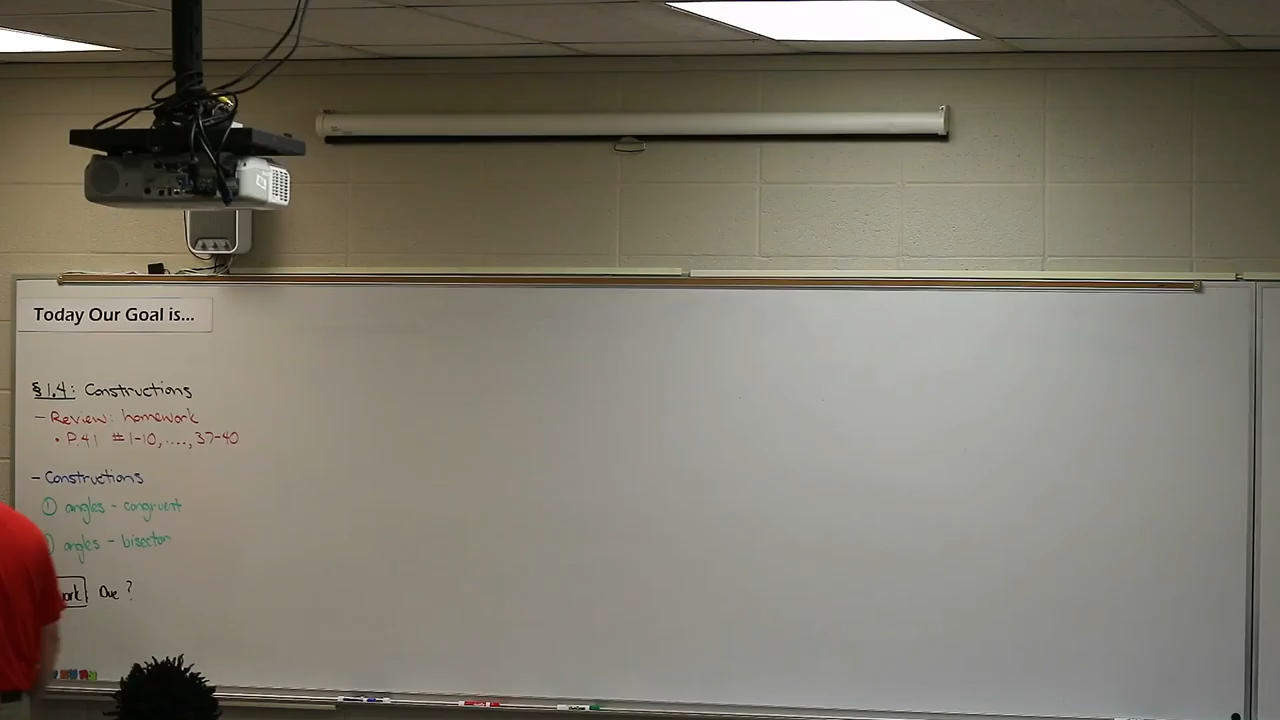 Today Our Goal is...
§1.4: Constructions
- Review: homework
• P.41 # 1-10, ...., 37-40
- Constructions
① angles - congruent
angles - bisector
Due?